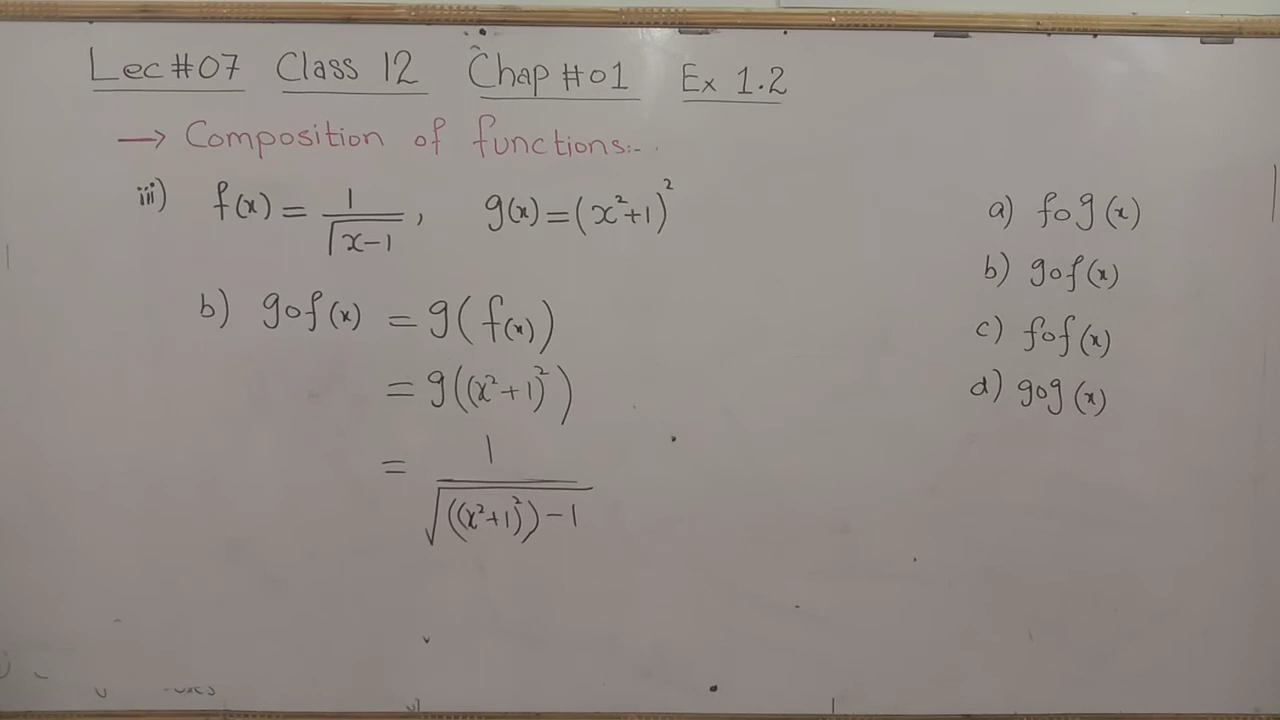 Lec #07 Class 12 Chap #01 Ex 1.2
→ Composition of functions:-
iii) f(x) = 1/√(x-1), g(x) = (x²+1)²
a) fog(x)
b) gof(x)
c) fof(x)
d) gog(x)
b) gof(x) = g(f(x))
= g((x²+1)²)
= 1/√(((x²+1)²)-1)